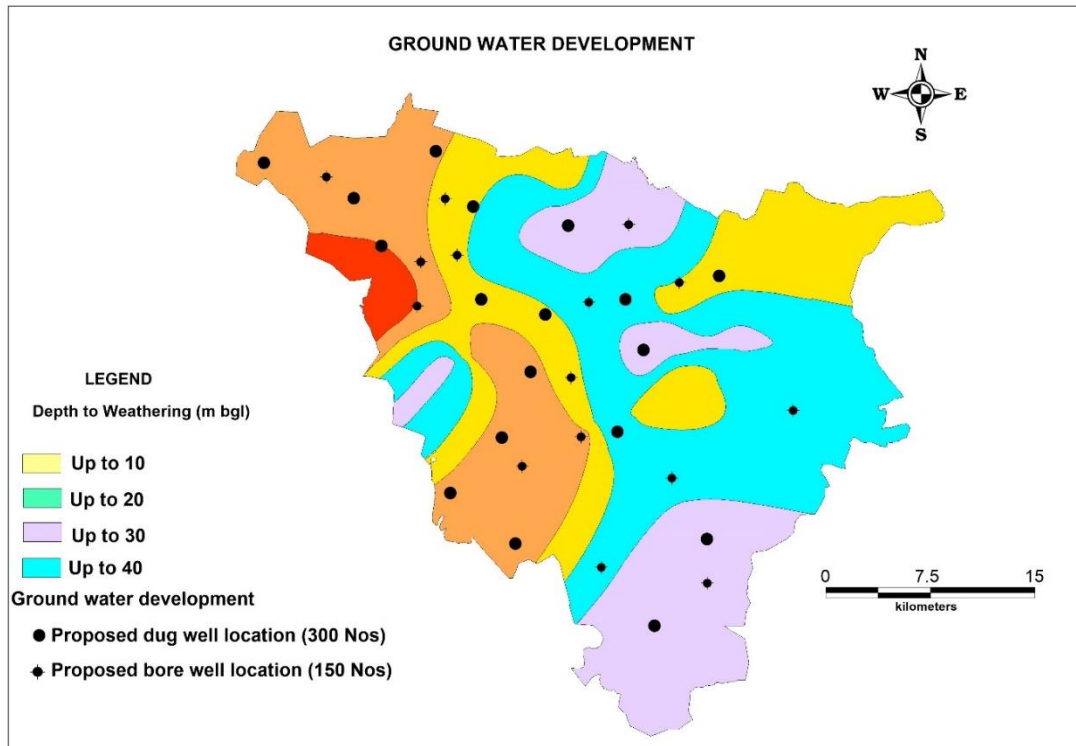 GROUND WATER DEVELOPMENT
N
W E
S
LEGEND
Depth to Weathering (m bgl)
Up to 10
Up to 20
Up to 30
Up to 40
Ground water development
Proposed dug well location (300 Nos)
Proposed bore well location (150 Nos)
0 7.5 15
kilometers